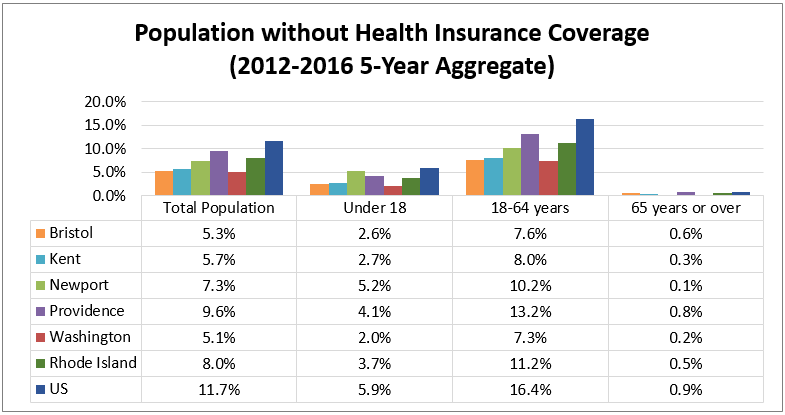 Population without Health Insurance Coverage
(2012-2016 5-Year Aggregate)
20.0%
15.0%
10.0%
5.0%
0.0%
Total Population Under 18 18-64 years 65 years or over
Bristol 5.3% 2.6% 7.6% 0.6%
Kent 5.7% 2.7% 8.0% 0.3%
Newport 7.3% 5.2% 10.2% 0.1%
Providence 9.6% 4.1% 13.2% 0.8%
Washington 5.1% 2.0% 7.3% 0.2%
Rhode Island 8.0% 3.7% 11.2% 0.5%
US 11.7% 5.9% 16.4% 0.9%